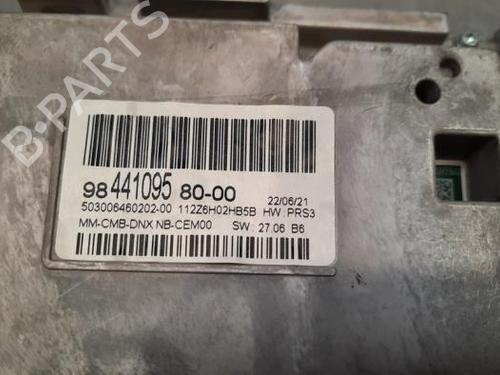 B-PARTS
98 441095 80-00 22/06/21
503006460202-00 112Z6H02HB5B HW: PRS3
MM-CMB-DNX NB-CEM00 SW: 27.06 B6